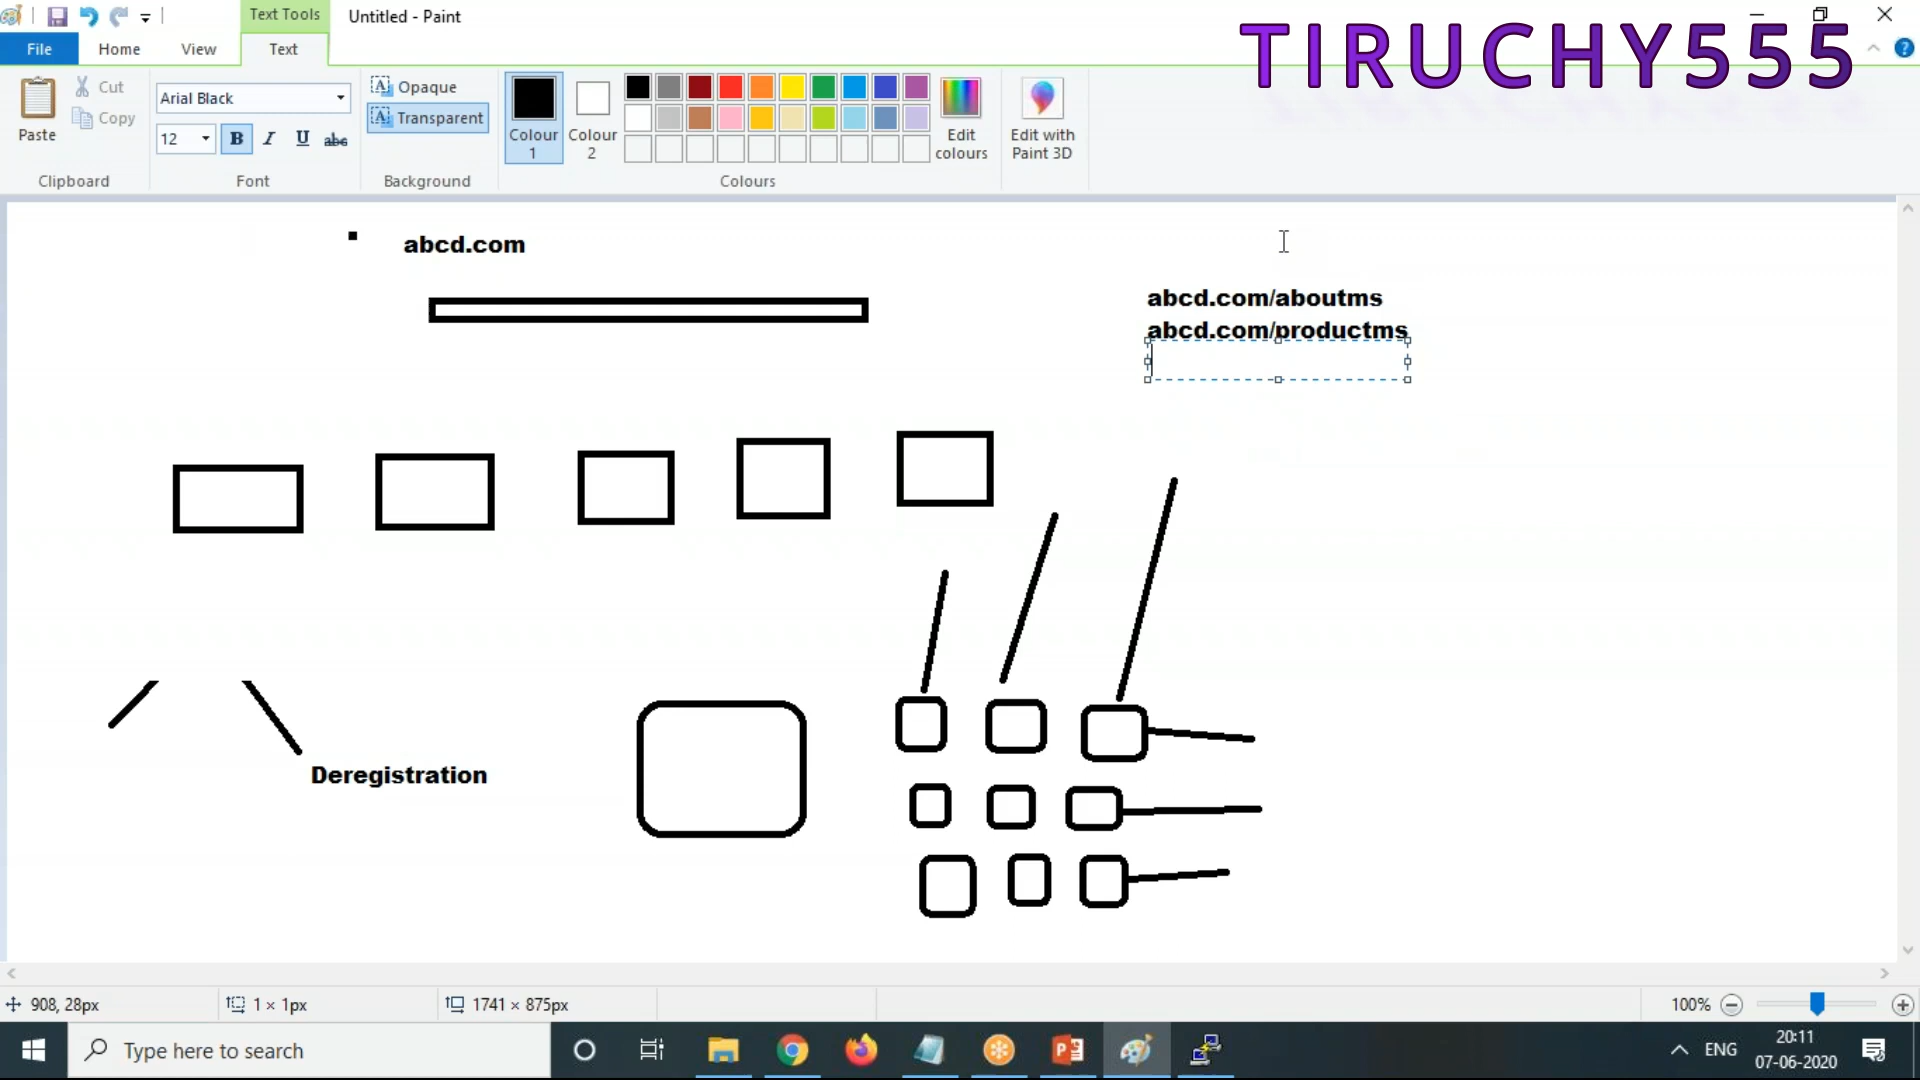 Text Tools
Untitled - Paint
TIRUCHY555
File
Home
View
Text
Paste
Cut
Copy
Clipboard
Arial Black
12
B
I
U
abc
Font
A
Opaque
A
Transparent
Background
Colour
1
Colour
2
Edit
colours
Colours
Edit with
Paint 3D
abcd.com
abcd.com/aboutms
abcd.com/productms
Deregistration
908, 28px
1 × 1px
1741 × 875px
100%
Type here to search
ENG
20:11
07-06-2020